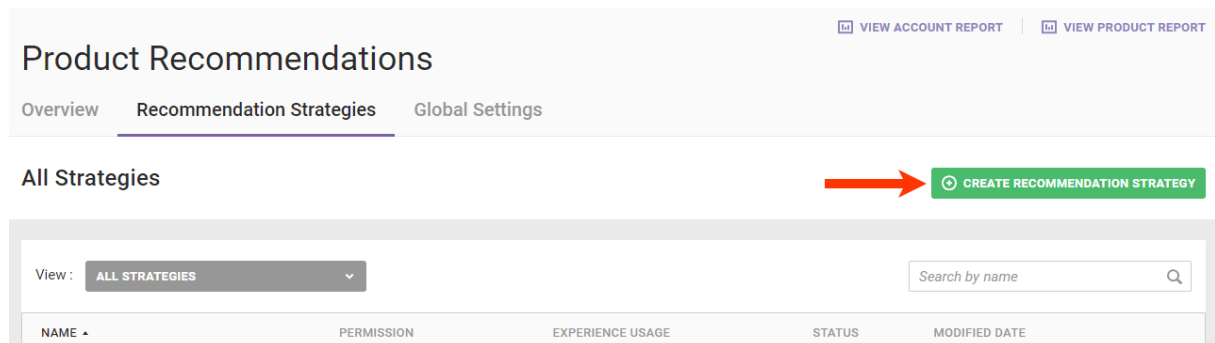 VIEW ACCOUNT REPORT VIEW PRODUCT REPORT
Product Recommendations
Overview Recommendation Strategies Global Settings
All Strategies
CREATE RECOMMENDATION STRATEGY
View : ALL STRATEGIES Search by name
NAME PERMISSION EXPERIENCE USAGE STATUS MODIFIED DATE